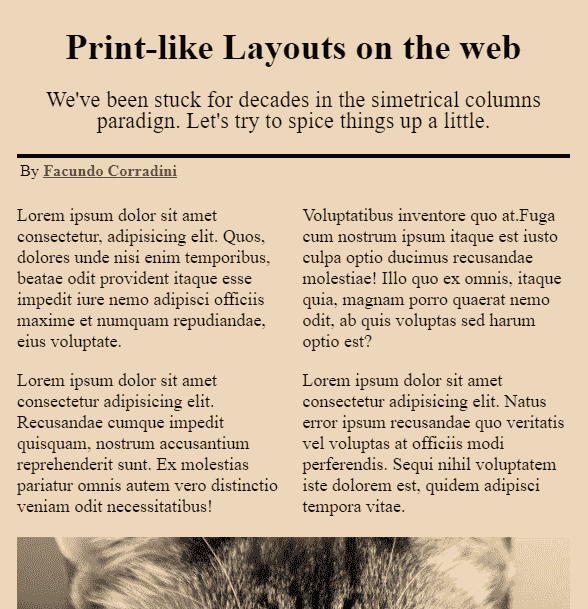 Print-like Layouts on the web
We've been stuck for decades in the simetrical columns
paradign. Let's try to spice things up a little.
By Facundo Corradini
Lorem ipsum dolor sit amet
consectetur, adipisicing elit. Quos,
dolores unde nisi enim temporibus,
beatae odit provident itaque esse
impedit iure nemo adipisci officiis
maxime et numquam repudiandae,
eius voluptate.
Lorem ipsum dolor sit amet
consectetur adipisicing elit.
Recusandae cumque impedit
quisquam, nostrum accusantium
reprehenderit sunt. Ex molestias
pariatur omnis autem vero distinctio
veniam odit necessitatibus!
Voluptatibus inventore quo at.Fuga
cum nostrum ipsum itaque est iusto
culpa optio ducimus recusandae
molestiae! Illo quo ex omnis, itaque
quia, magnam porro quaerat nemo
odit, ab quis voluptas sed harum
optio est?
Lorem ipsum dolor sit amet
consectetur adipisicing elit. Natus
error ipsum recusandae quo veritatis
vel voluptas at officiis modi
perferendis. Sequi nihil voluptatem
iste dolorem est, quidem adipisci
tempora vitae.